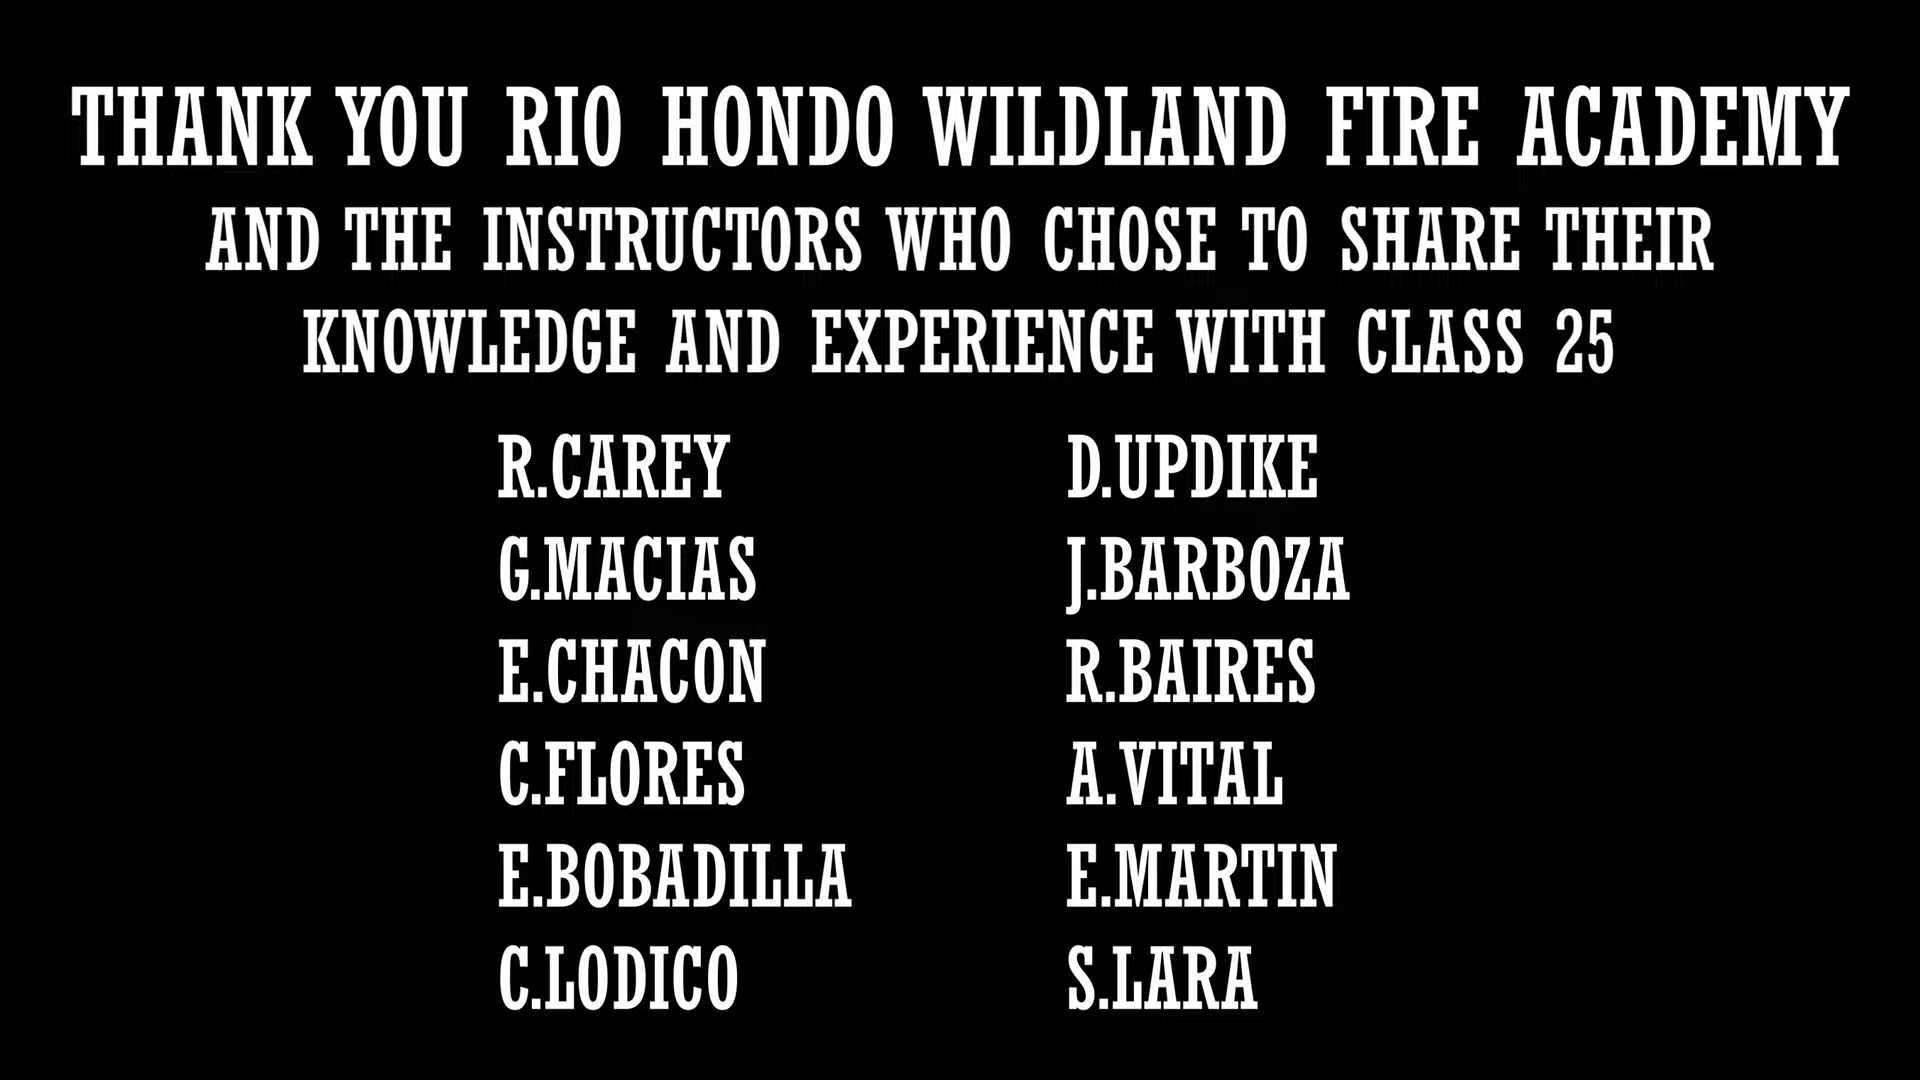 THANK YOU RIO HONDO WILDLAND FIRE ACADEMY
AND THE INSTRUCTORS WHO CHOSE TO SHARE THEIR
KNOWLEDGE AND EXPERIENCE WITH CLASS 25
R.CAREY
G.MACIAS
E.CHACON
C.FLORES
E.BOBADILLA
C.LODICO
D.UPDIKE
J.BARBOZA
R.BAIRES
A.VITAL
E.MARTIN
S.LARA